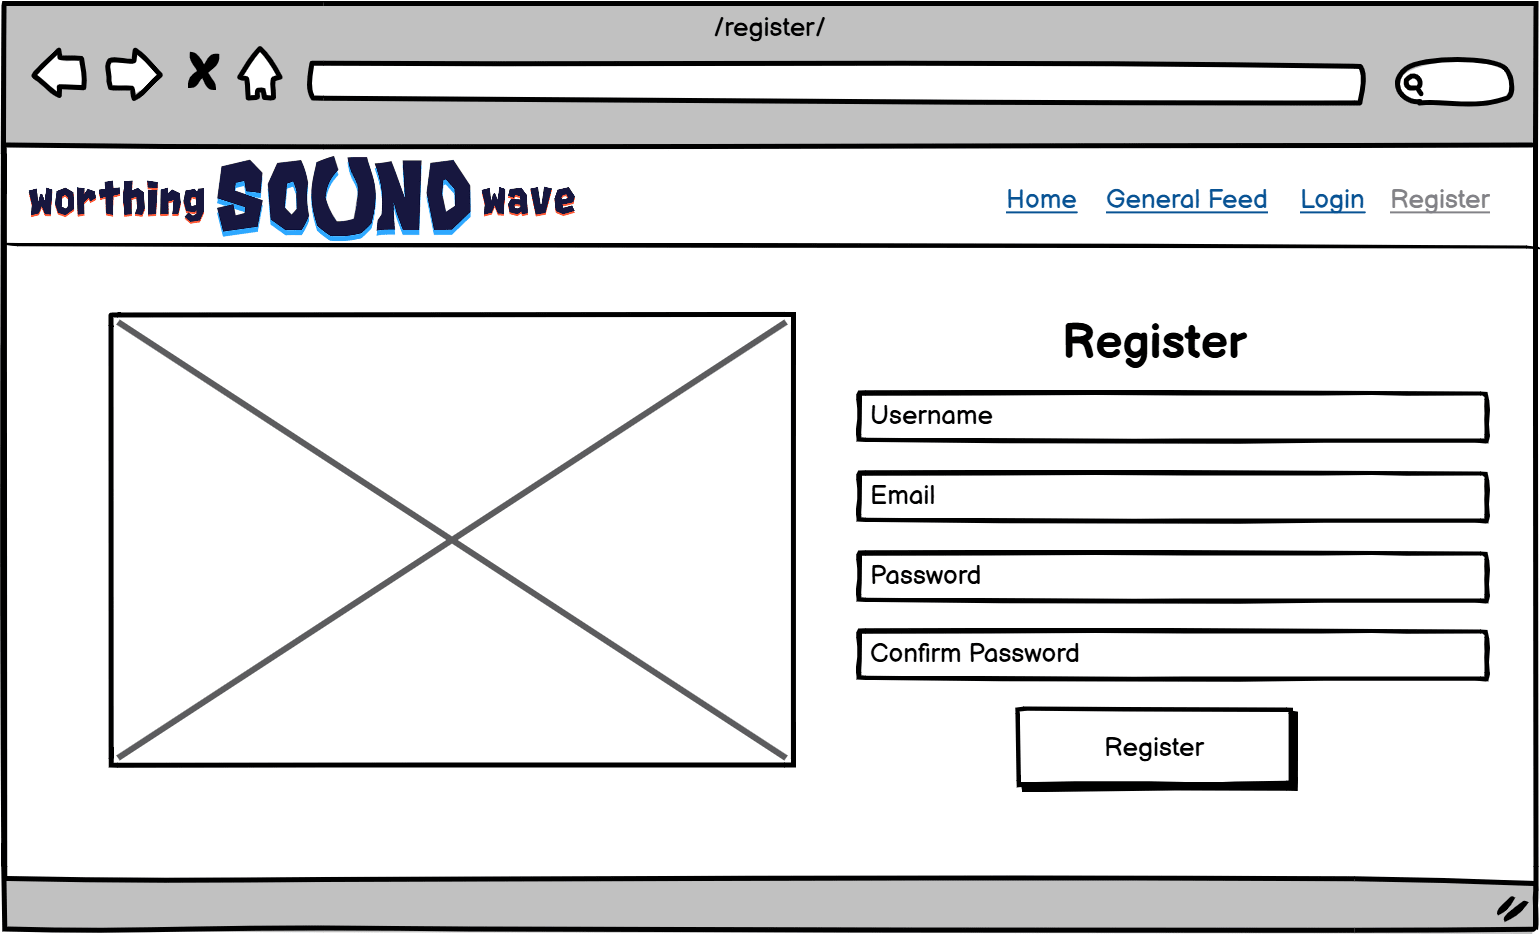 /register/
worthing SOUND wave
Home General Feed Login Register
Register
Username
Email
Password
Confirm Password
Register